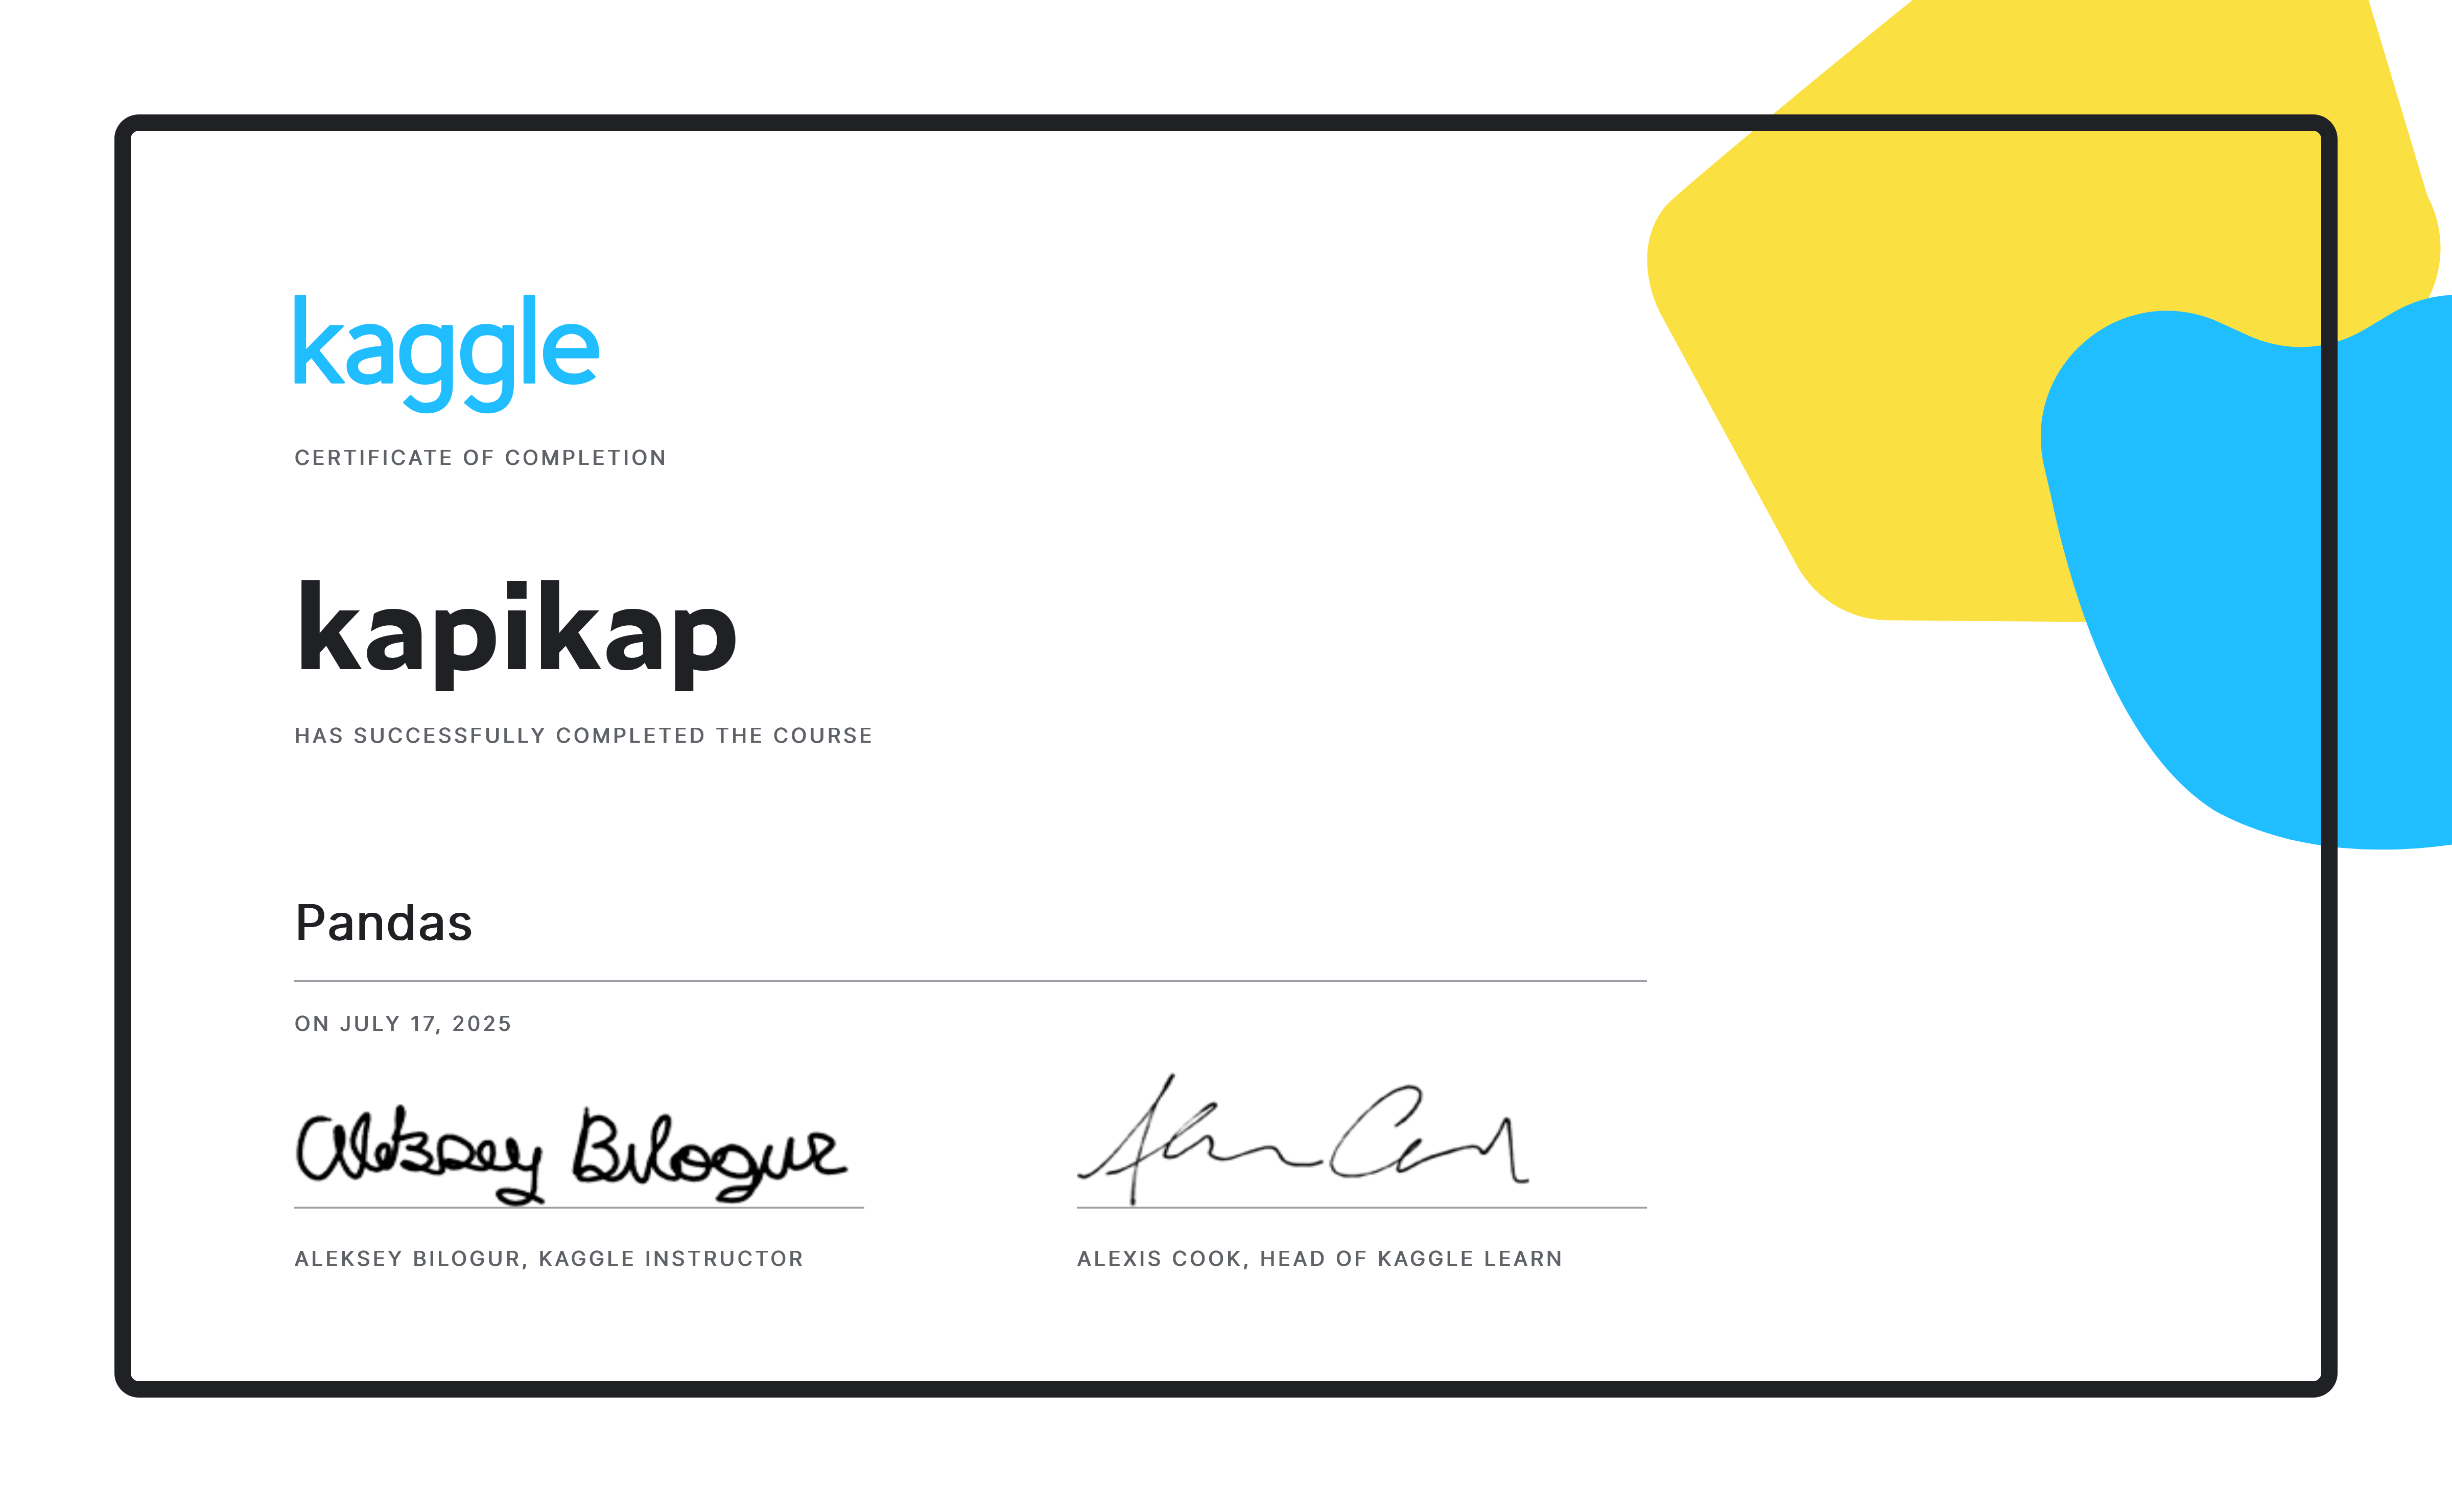 kaggle
CERTIFICATE OF COMPLETION
kapikap
HAS SUCCESSFULLY COMPLETED THE COURSE
Pandas
ON JULY 17, 2025
Aleksey Bilogur
ALEKSEY BILOGUR, KAGGLE INSTRUCTOR
ALEXIS COOK, HEAD OF KAGGLE LEARN